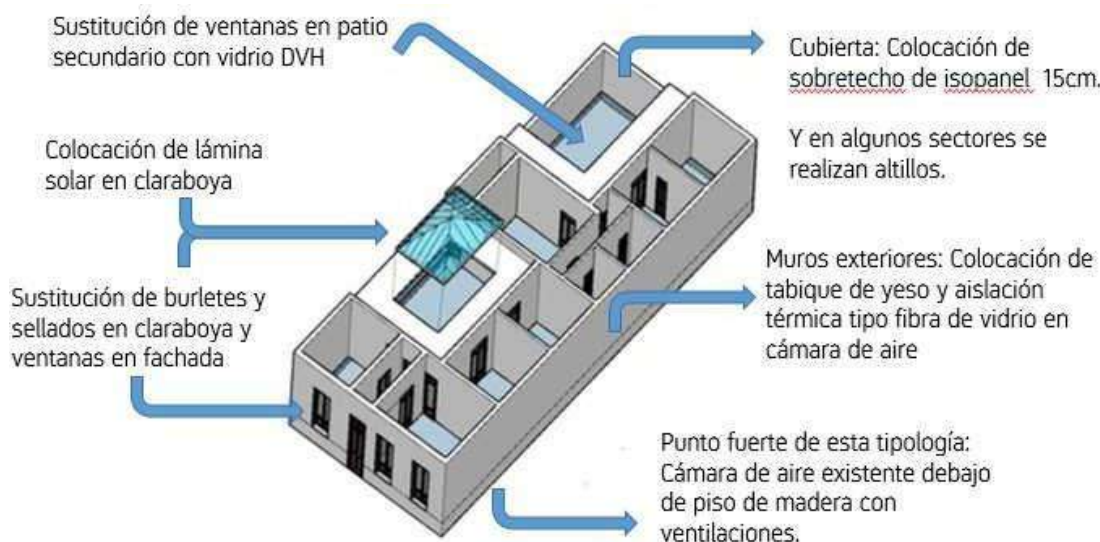 Sustitución de ventanas en patio
secundario con vidrio DVH
Cubierta: Colocación de
sobretecho de isopanel 15cm.
Y en algunos sectores se
realizan altillos.
Colocación de lámina
solar en claraboya
Muros exteriores: Colocación de
tabique de yeso y aislación
térmica tipo fibra de vidrio en
cámara de aire
Sustitución de burletes y
sellados en claraboya y
ventanas en fachada
Punto fuerte de esta tipología:
Cámara de aire existente debajo
de piso de madera con
ventilaciones.